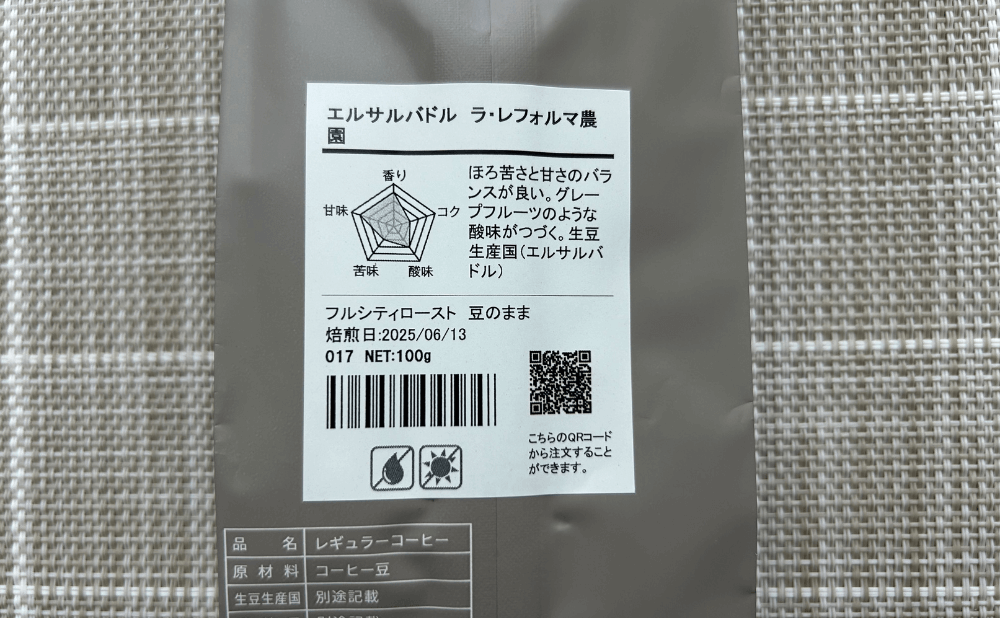 エルサルバドル ラ・レフォルマ農
園
香り
甘味
コク
苦味
酸味
ほろ苦さと甘さのバラ
ンスが良い。グレー
プフルーツのような
酸味がつづく。生豆
生産国(エルサルバ
ドル)
フルシティロースト 豆のまま
焙煎日:2025/06/13
017 NET:100g
こちらのQRコード
から注文すること
ができます。
品名 レギュラーコーヒー
原材料 コーヒー豆
生豆生産国 別途記載